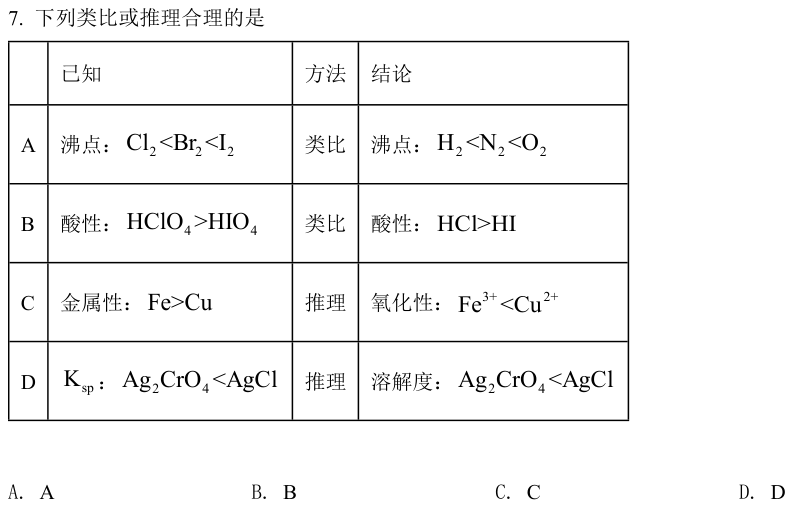 7. 下列类比或推理合理的是
已知 方法 结论
A 沸点：Cl₂<Br₂<I₂ 类比 沸点：H₂<N₂<O₂
B 酸性：HClO₄>HIO₄ 类比 酸性：HCl>HI
C 金属性：Fe>Cu 推理 氧化性：Fe³⁺<Cu²⁺
D Kₛₚ：Ag₂CrO₄<AgCl 推理 溶解度：Ag₂CrO₄<AgCl
A. A B. B C. C D. D